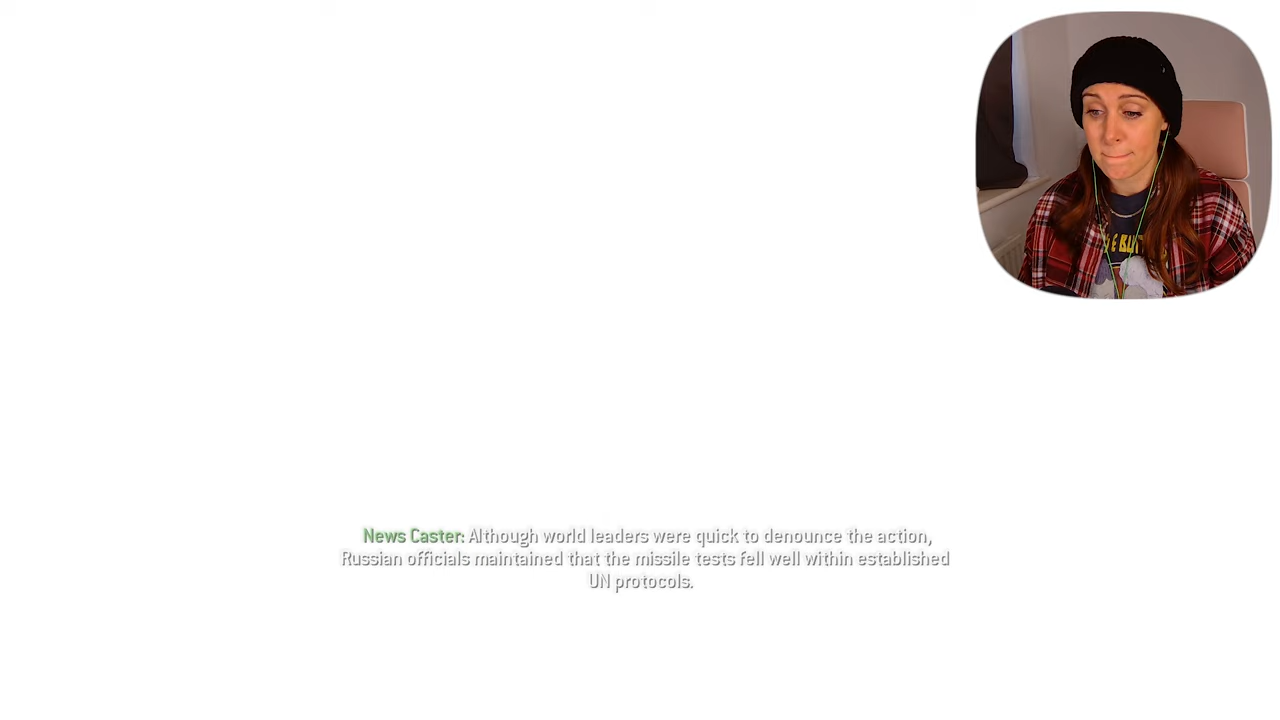 News Caster: Although world leaders were quick to denounce the action,
Russian officials maintained that the missile tests fell well within established
UN protocols.